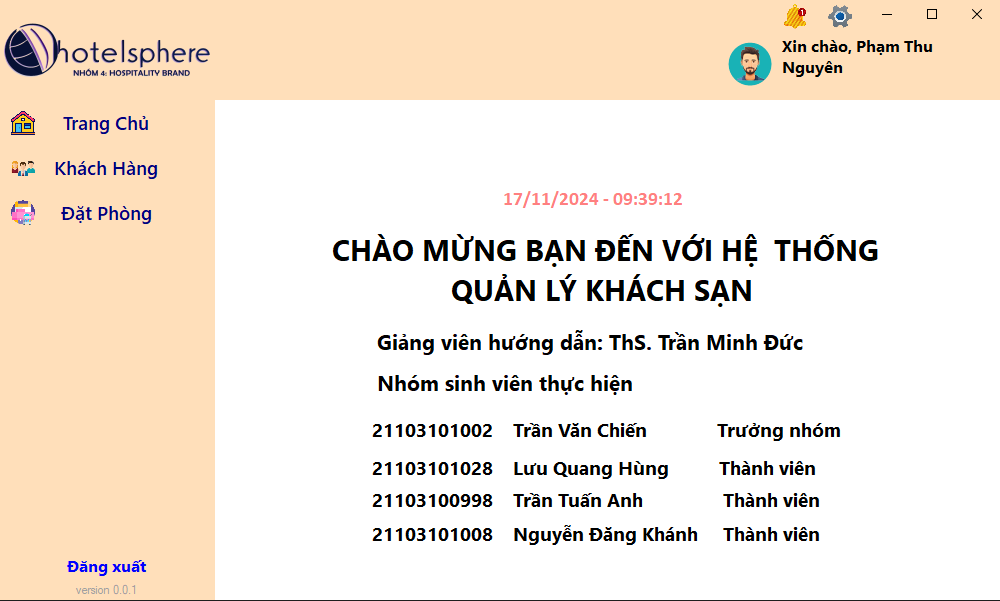 1
hotelsphere
NHÓM 4: HOSPITALITY BRAND
Xin chào, Phạm Thu
Nguyên
Trang Chủ
Khách Hàng
Đặt Phòng
17/11/2024 - 09:39:12
CHÀO MỪNG BẠN ĐẾN VỚI HỆ THỐNG
QUẢN LÝ KHÁCH SẠN
Giảng viên hướng dẫn: ThS. Trần Minh Đức
Nhóm sinh viên thực hiện
21103101002 Trần Văn Chiến Trưởng nhóm
21103101028 Lưu Quang Hùng Thành viên
21103100998 Trần Tuấn Anh Thành viên
21103101008 Nguyễn Đăng Khánh Thành viên
Đăng xuất
version 0.0.1